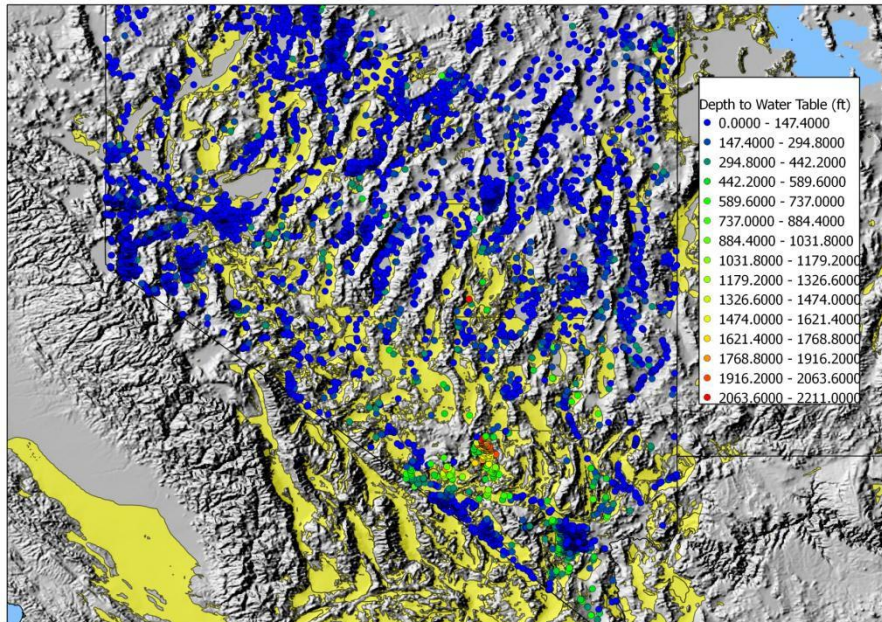 Depth to Water Table (ft)
0.0000 - 147.4000
147.4000 - 294.8000
294.8000 - 442.2000
442.2000 - 589.6000
589.6000 - 737.0000
737.0000 - 884.4000
884.4000 - 1031.8000
1031.8000 - 1179.2000
1179.2000 - 1326.6000
1326.6000 - 1474.0000
1474.0000 - 1621.4000
1621.4000 - 1768.8000
1768.8000 - 1916.2000
1916.2000 - 2063.6000
2063.6000 - 2211.0000